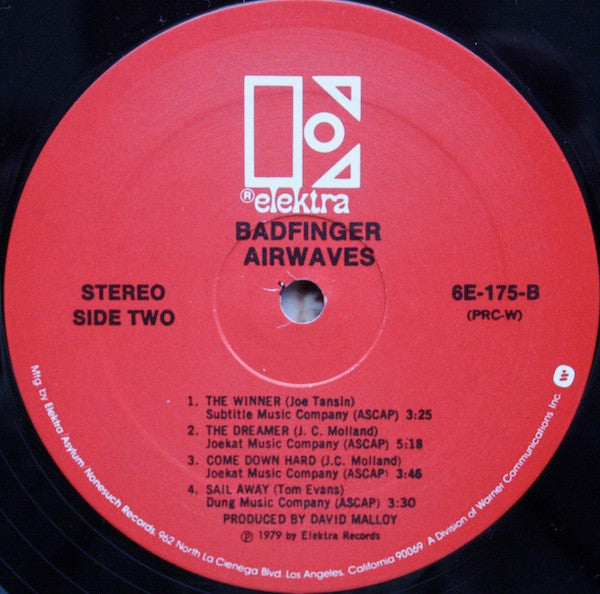 ® elektra
BADFINGER
AIRWAVES
STEREO
SIDE TWO
6E-175-B
(PRC-W)
1. THE WINNER (Joe Tansin)
Subtitle Music Company (ASCAP) 3:25
2. THE DREAMER (J. C. Molland)
Joekat Music Company (ASCAP) 5:18
3. COME DOWN HARD (J.C. Molland)
Joekat Music Company (ASCAP) 3:46
4. SAIL AWAY (Tom Evans)
Dung Music Company (ASCAP) 3:30
PRODUCED BY DAVID MALLOY
℗ 1979 by Elektra Records
Mfg. by Elektra Asylum Nonesuch Records, 962 North La Cienega Blvd. Los Angeles, California 90069 A Division of Warner Communications Inc.